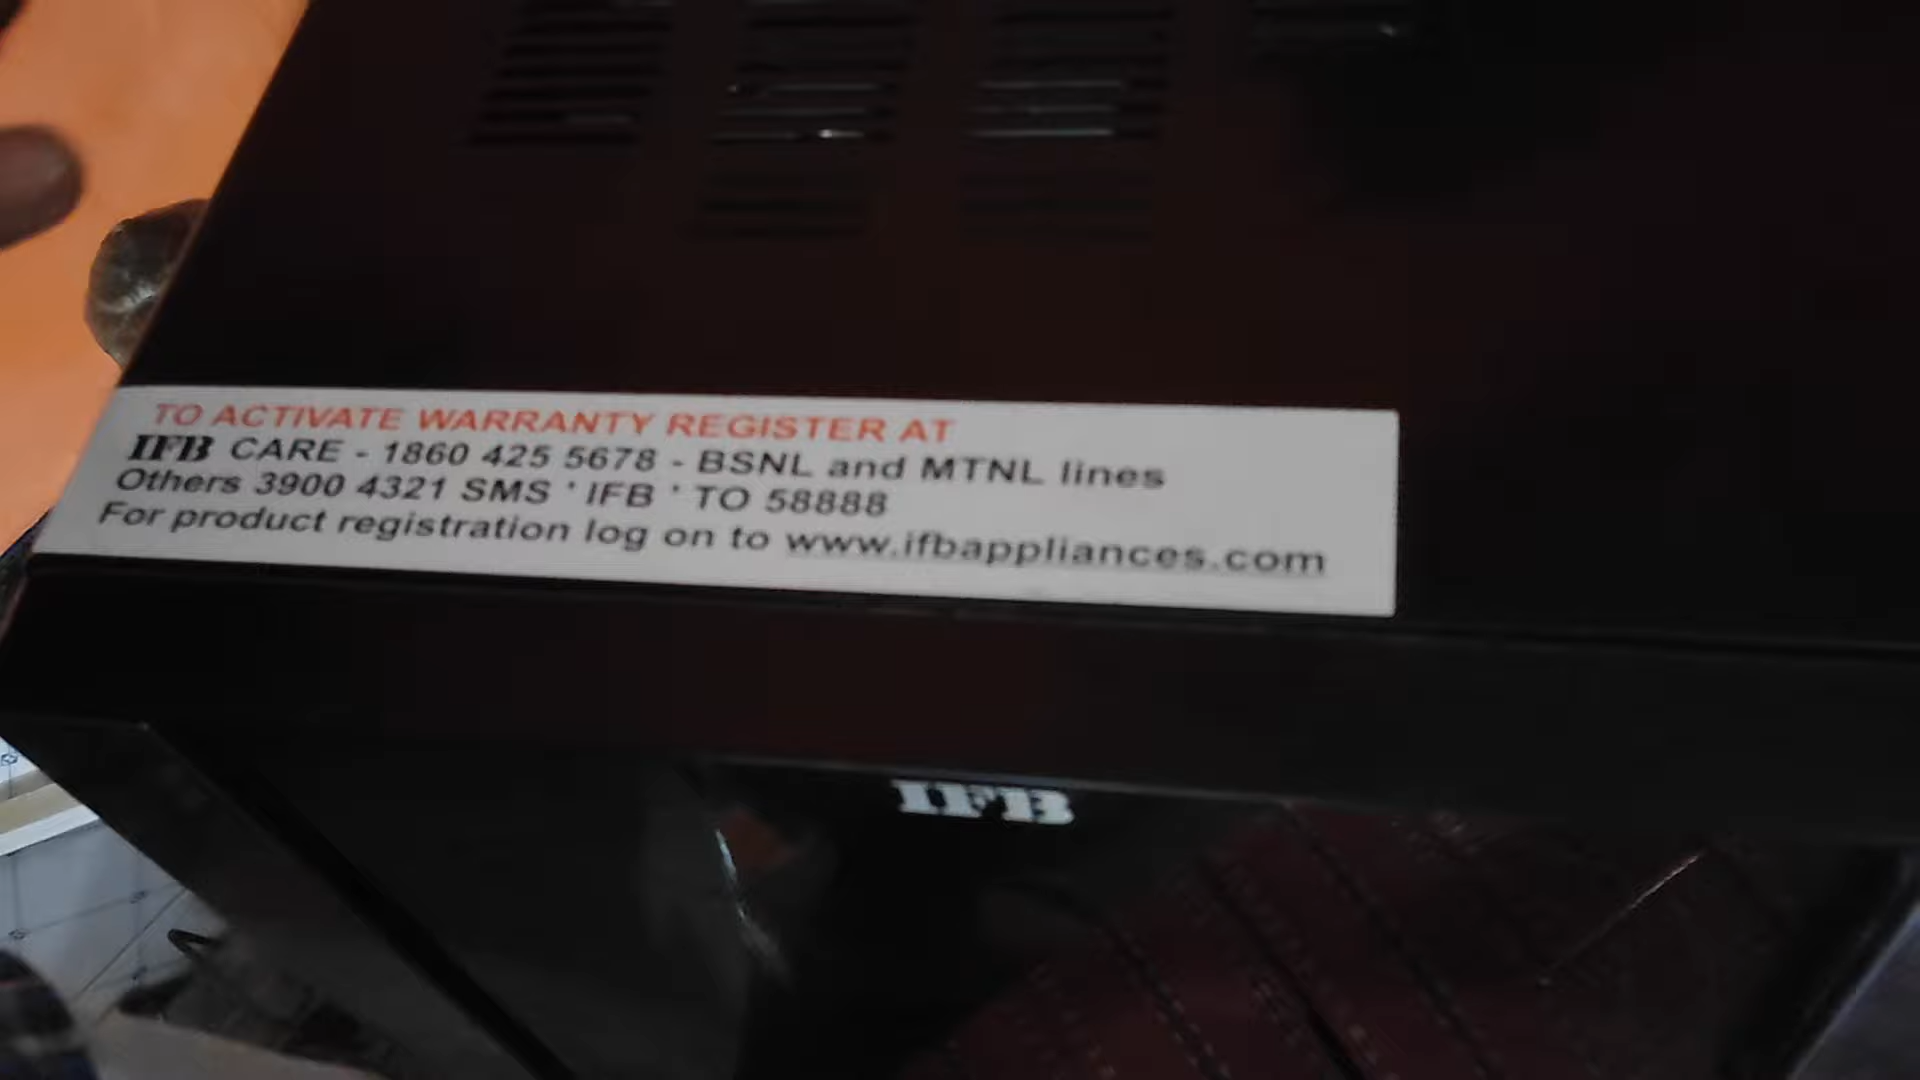 TO ACTIVATE WARRANTY REGISTER AT
IFB CARE - 1860 425 5678 - BSNL and MTNL lines
Others 3900 4321 SMS ' IFB ' TO 58888
For product registration log on to www.ifbappliances.com
IFB